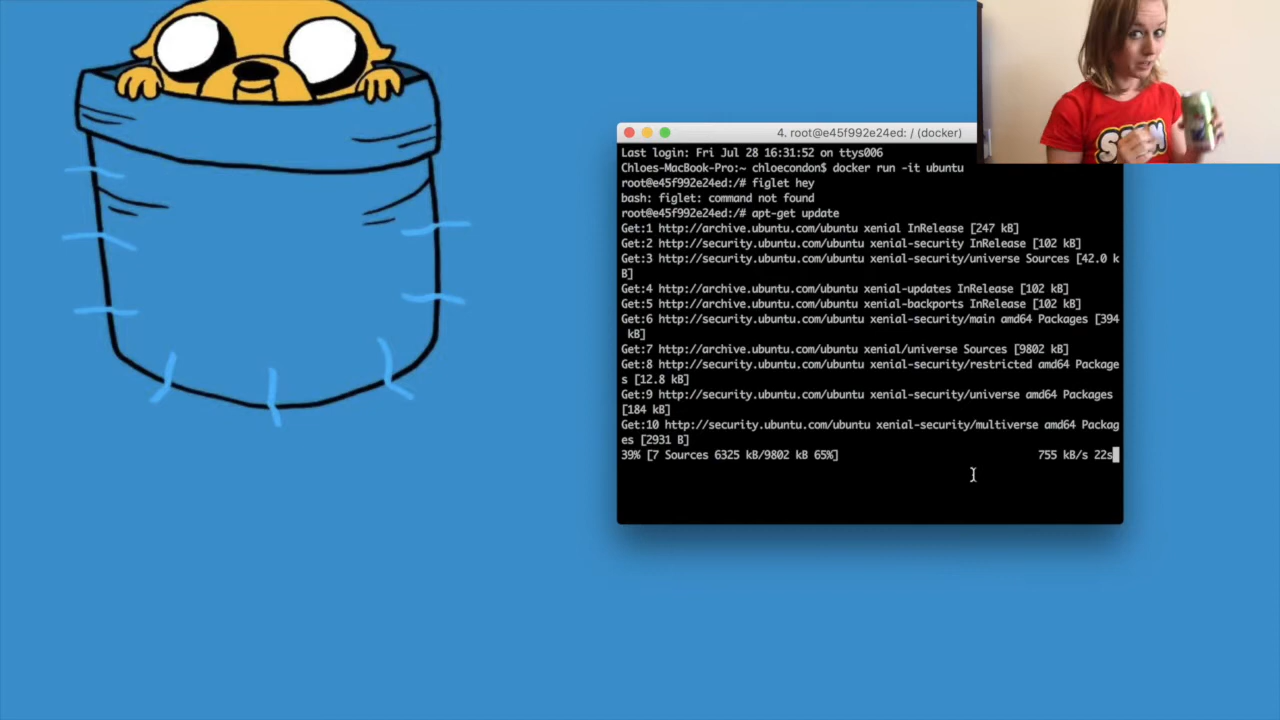 4. root@e45f992e24ed: / (docker)
Last login: Fri Jul 28 16:31:52 on ttys006
Chloes-MacBook-Pro:~ chloecondon$ docker run -it ubuntu
root@e45f992e24ed:/# figlet hey
bash: figlet: command not found
root@e45f992e24ed:/# apt-get update
Get:1 http://archive.ubuntu.com/ubuntu xenial InRelease [247 kB]
Get:2 http://security.ubuntu.com/ubuntu xenial-security InRelease [102 kB]
Get:3 http://security.ubuntu.com/ubuntu xenial-security/universe Sources [42.0 k
B]
Get:4 http://archive.ubuntu.com/ubuntu xenial-updates InRelease [102 kB]
Get:5 http://archive.ubuntu.com/ubuntu xenial-backports InRelease [102 kB]
Get:6 http://security.ubuntu.com/ubuntu xenial-security/main amd64 Packages [394
 kB]
Get:7 http://archive.ubuntu.com/ubuntu xenial/universe Sources [9802 kB]
Get:8 http://security.ubuntu.com/ubuntu xenial-security/restricted amd64 Package
s [12.8 kB]
Get:9 http://security.ubuntu.com/ubuntu xenial-security/universe amd64 Packages
[184 kB]
Get:10 http://security.ubuntu.com/ubuntu xenial-security/multiverse amd64 Packag
es [2931 B]
39% [7 Sources 6325 kB/9802 kB 65%] 755 kB/s 22s